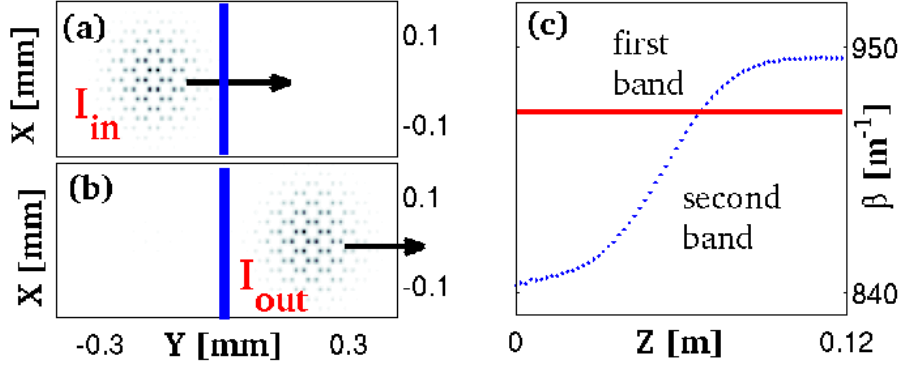 (a)
X [mm]
I_in
0.1
-0.1
(b)
X [mm]
I_out
0.1
-0.1
-0.3
Y [mm]
0.3
(c)
first
band
second
band
950
β [m⁻¹]
840
0
Z [m]
0.12